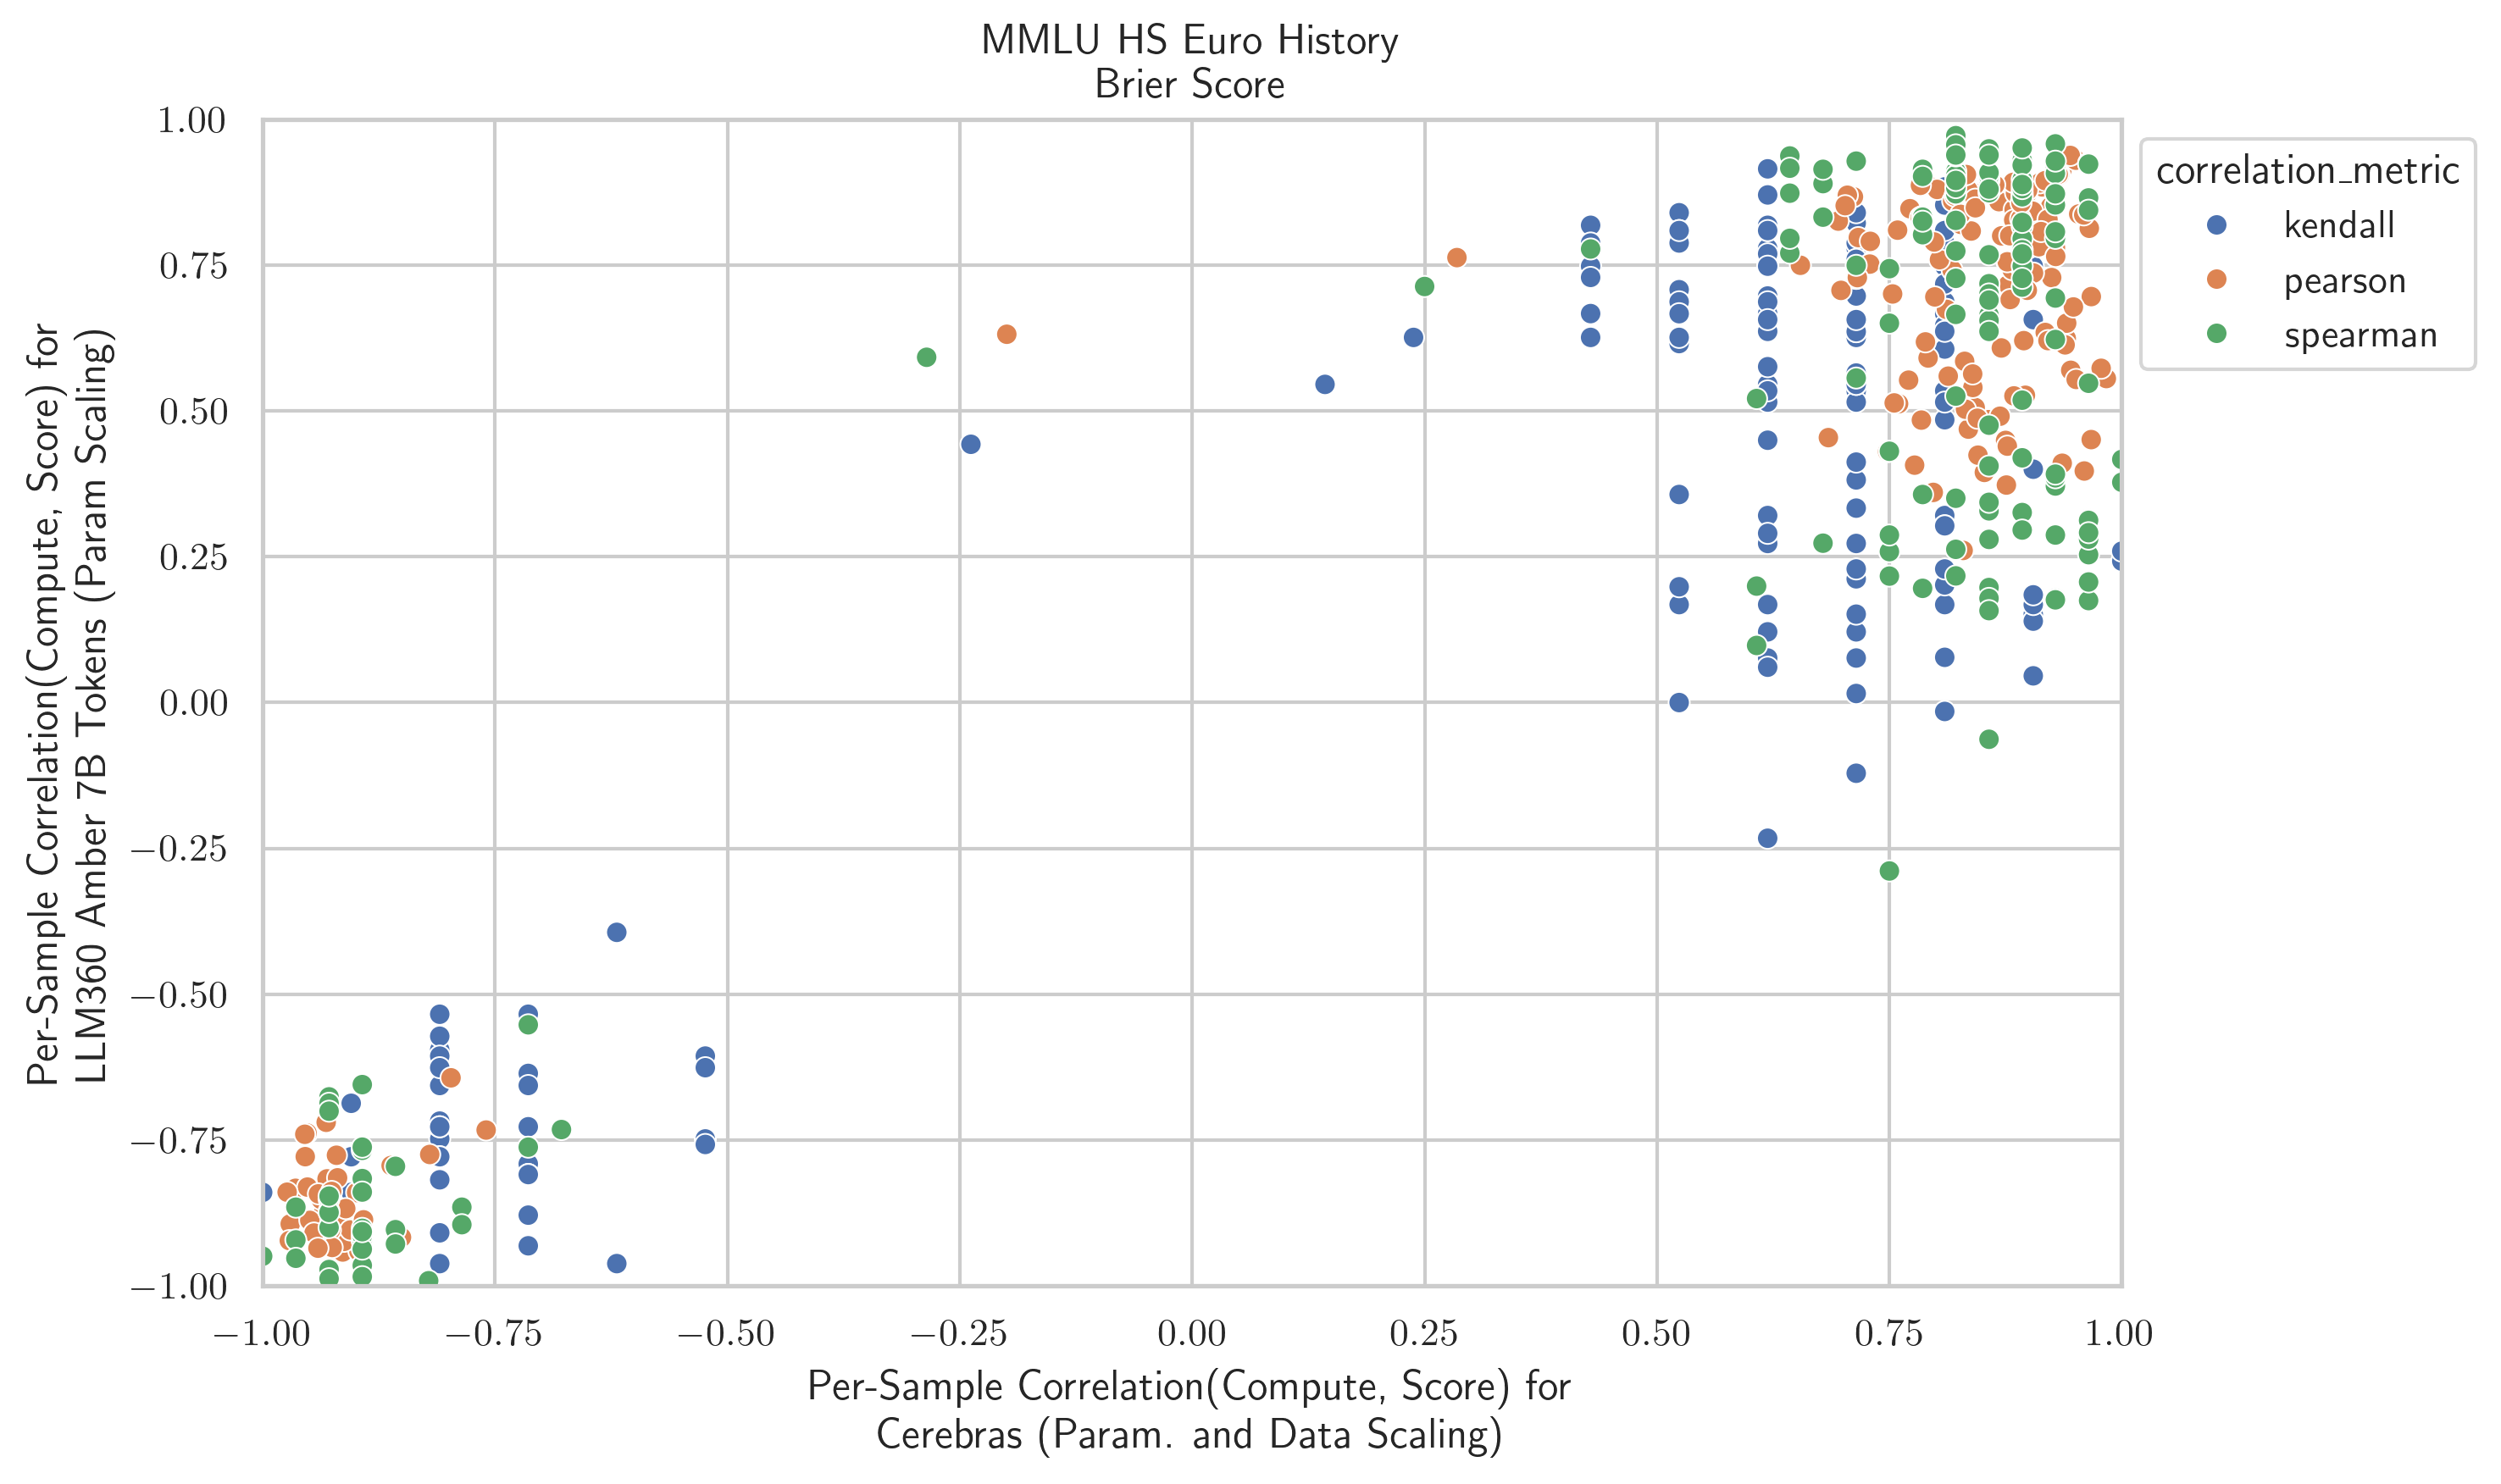 MMLU HS Euro History
Brier Score
Per-Sample Correlation(Compute, Score) for
LLM360 Amber 7B Tokens (Param Scaling)
1.00
0.75
0.50
0.25
0.00
−0.25
−0.50
−0.75
−1.00
−1.00 −0.75 −0.50 −0.25 0.00 0.25 0.50 0.75 1.00
Per-Sample Correlation(Compute, Score) for
Cerebras (Param. and Data Scaling)
correlation_metric
kendall
pearson
spearman